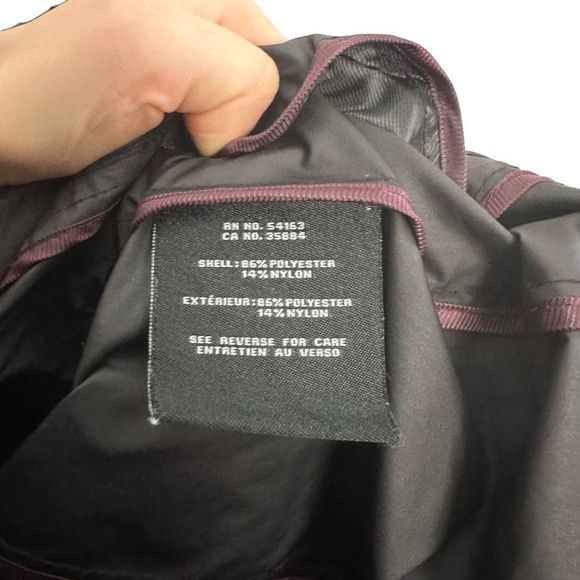 RN NO. 54163
CA NO. 35884
SHELL: 86% POLYESTER
14% NYLON
EXTÉRIEUR: 86% POLYESTER
14% NYLON
SEE REVERSE FOR CARE
ENTRETIEN AU VERSO